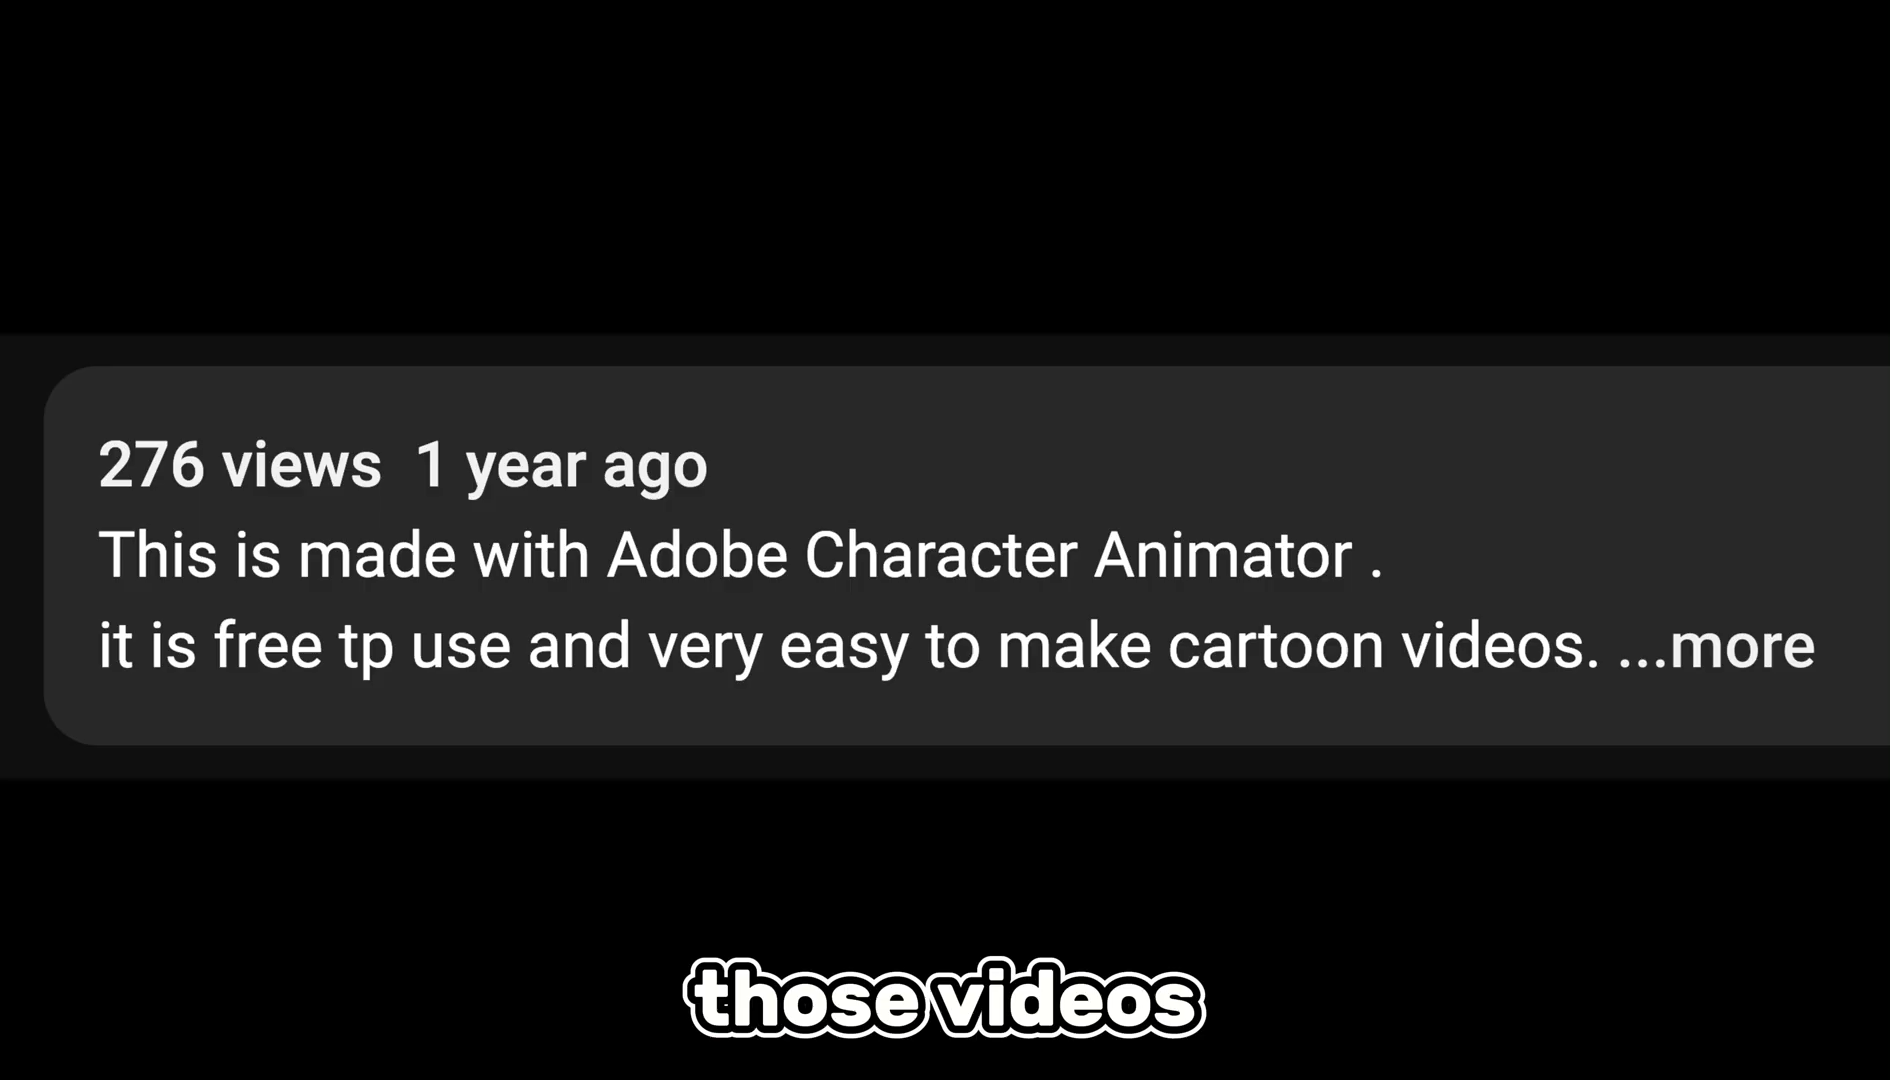 276 views 1 year ago
This is made with Adobe Character Animator .
it is free tp use and very easy to make cartoon videos. ...more
those videos